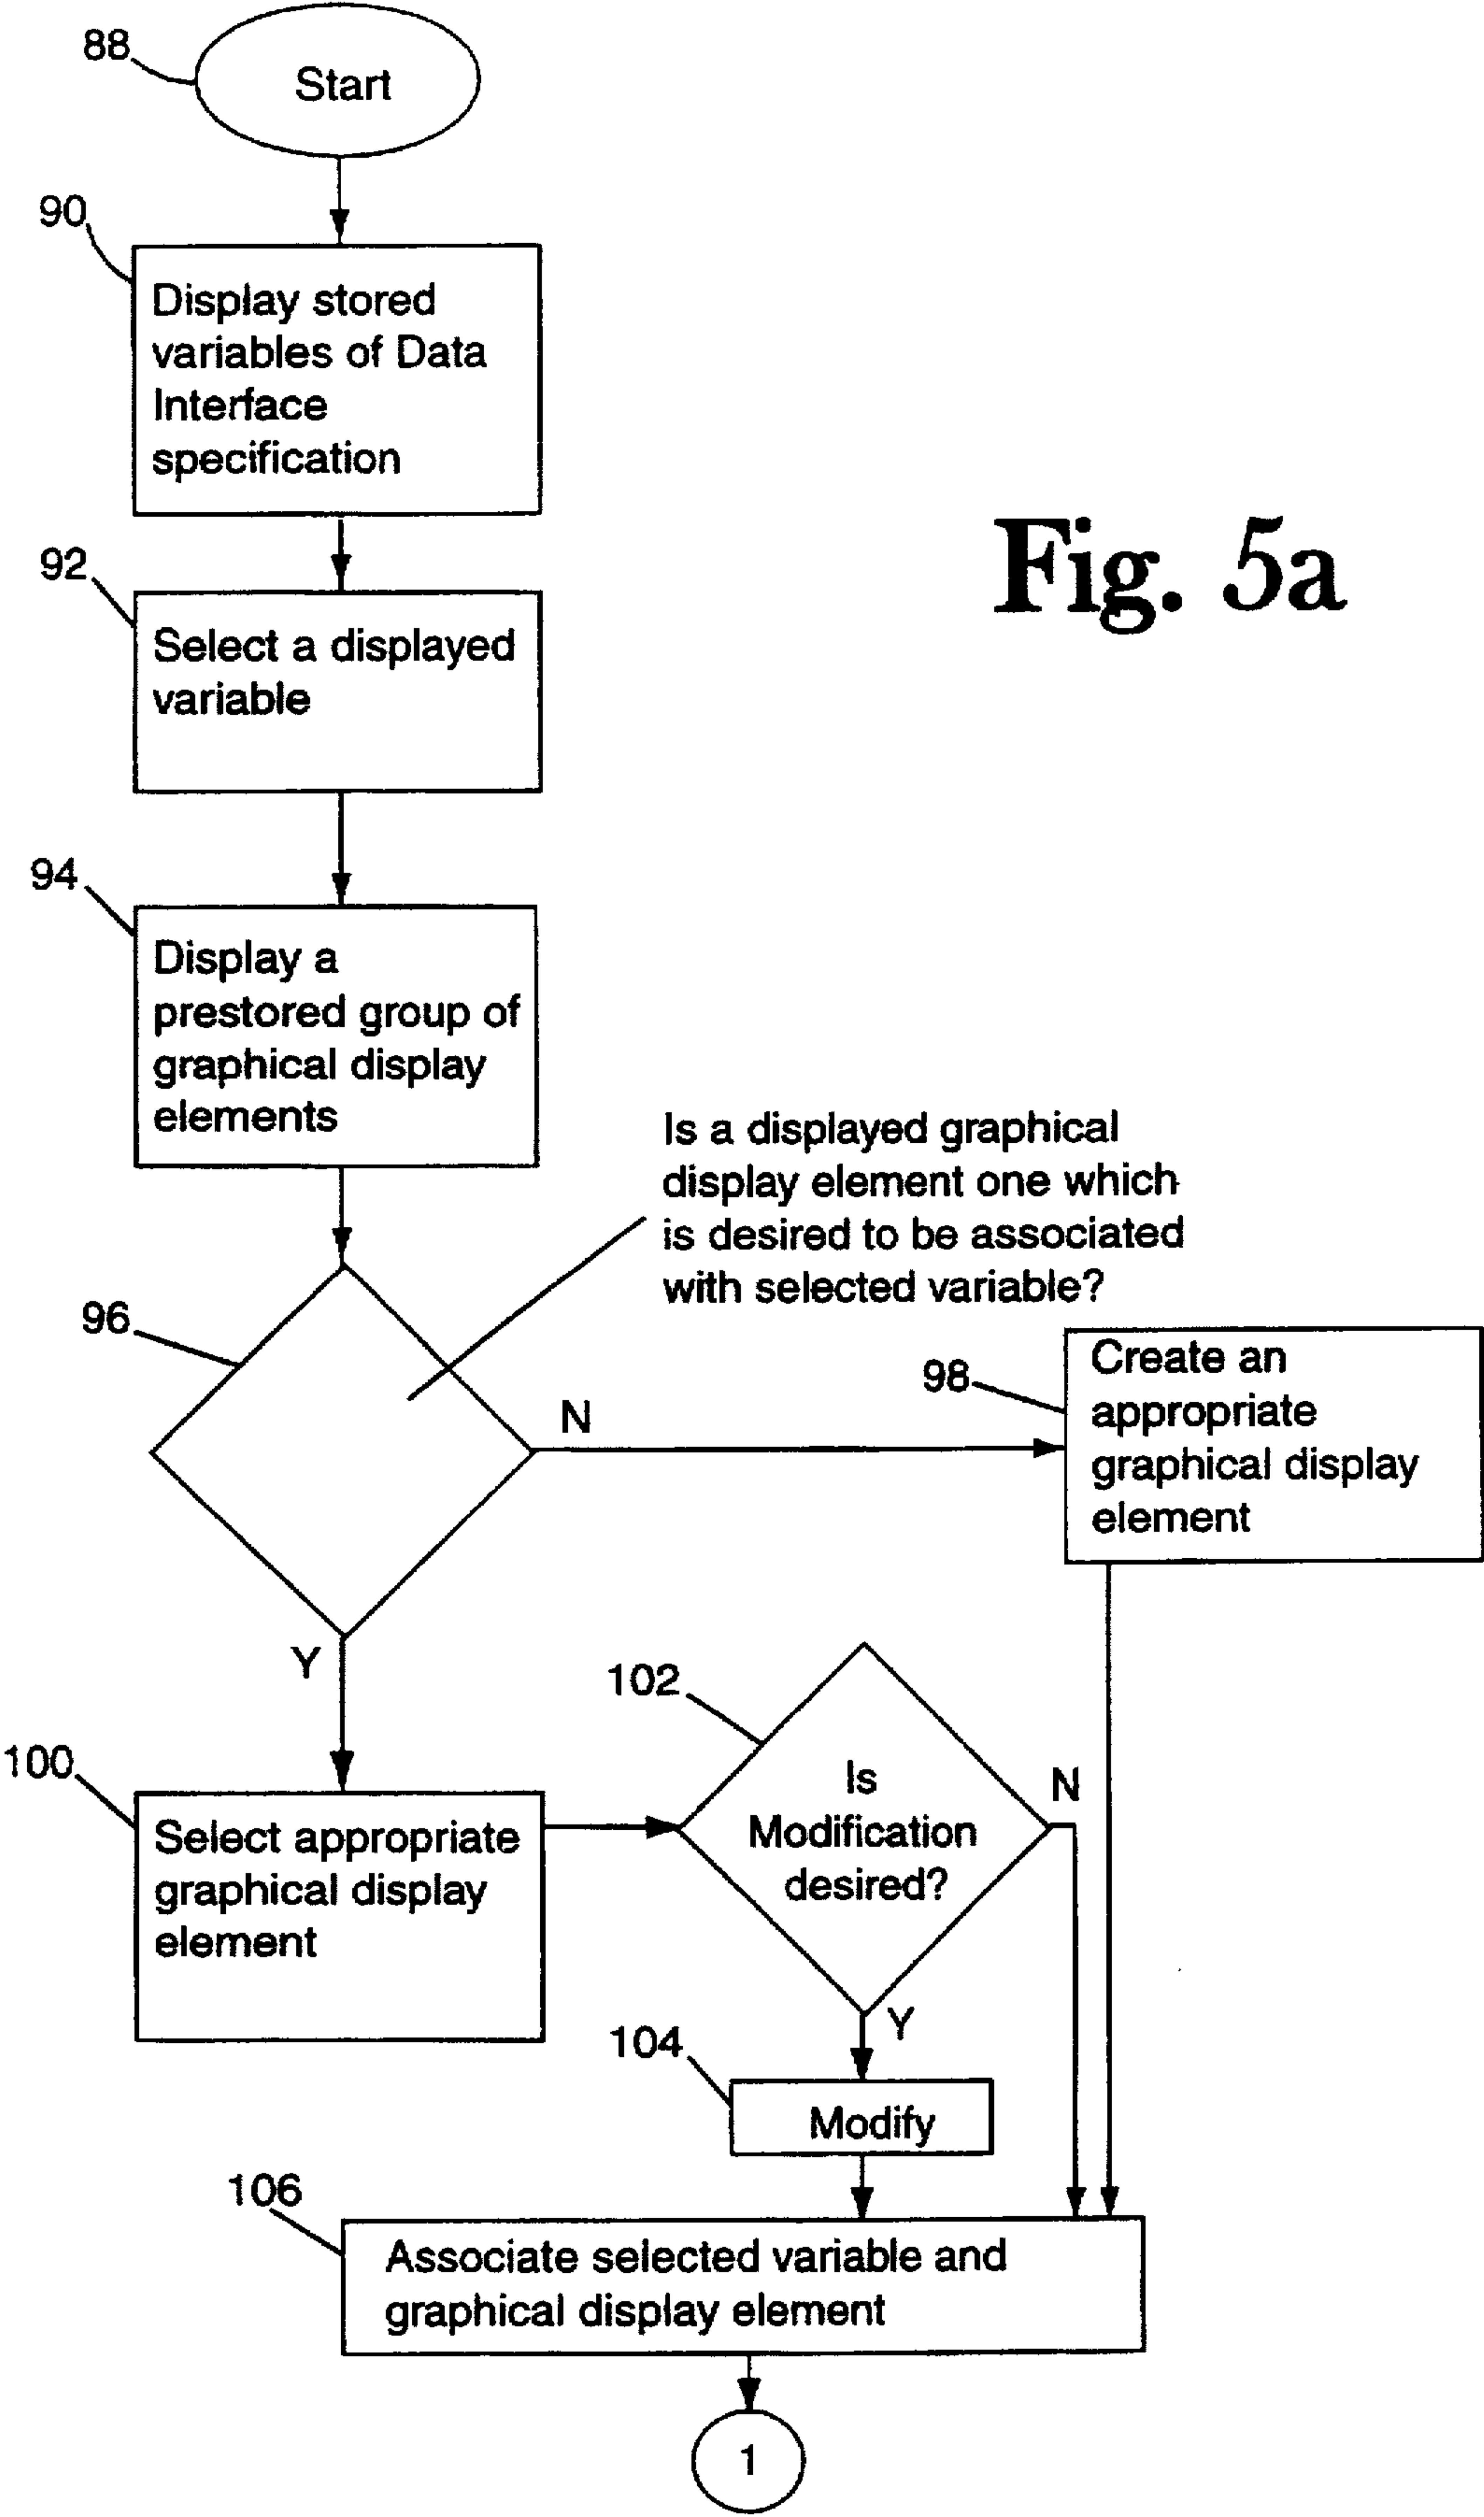 88
Start
90
Display stored
variables of Data
Interface
specification
Fig. 5a
92
Select a displayed
variable
94
Display a
prestored group of
graphical display
elements
Is a displayed graphical
display element one which
is desired to be associated
with selected variable?
96
N
98
Create an
appropriate
graphical display
element
Y
100
Select appropriate
graphical display
element
102
Is
Modification
desired?
N
Y
104
Modify
106
Associate selected variable and
graphical display element
1